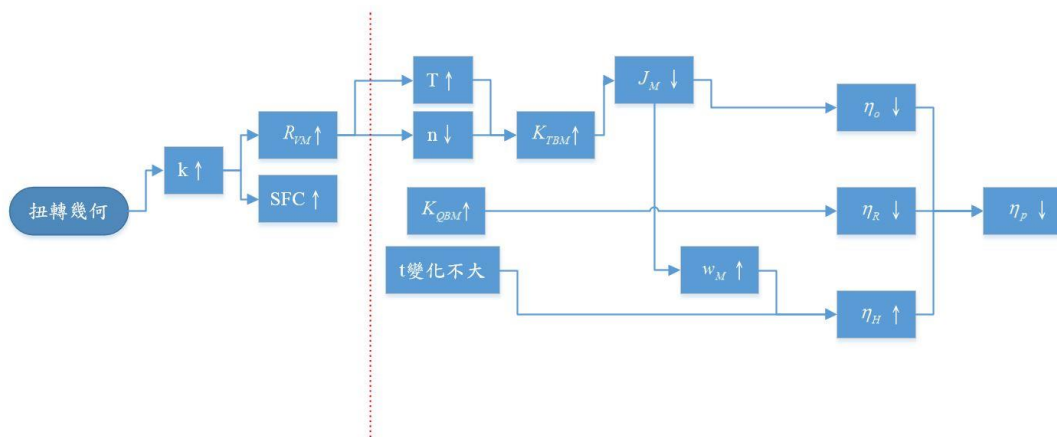 扭轉幾何
k ↑
R_VM ↑
SFC ↑
T ↑
n ↓
K_TBM ↑
J_M ↓
K_QBM ↑
t變化不大
w_M ↑
η_o ↓
η_R ↓
η_H ↑
η_p ↓